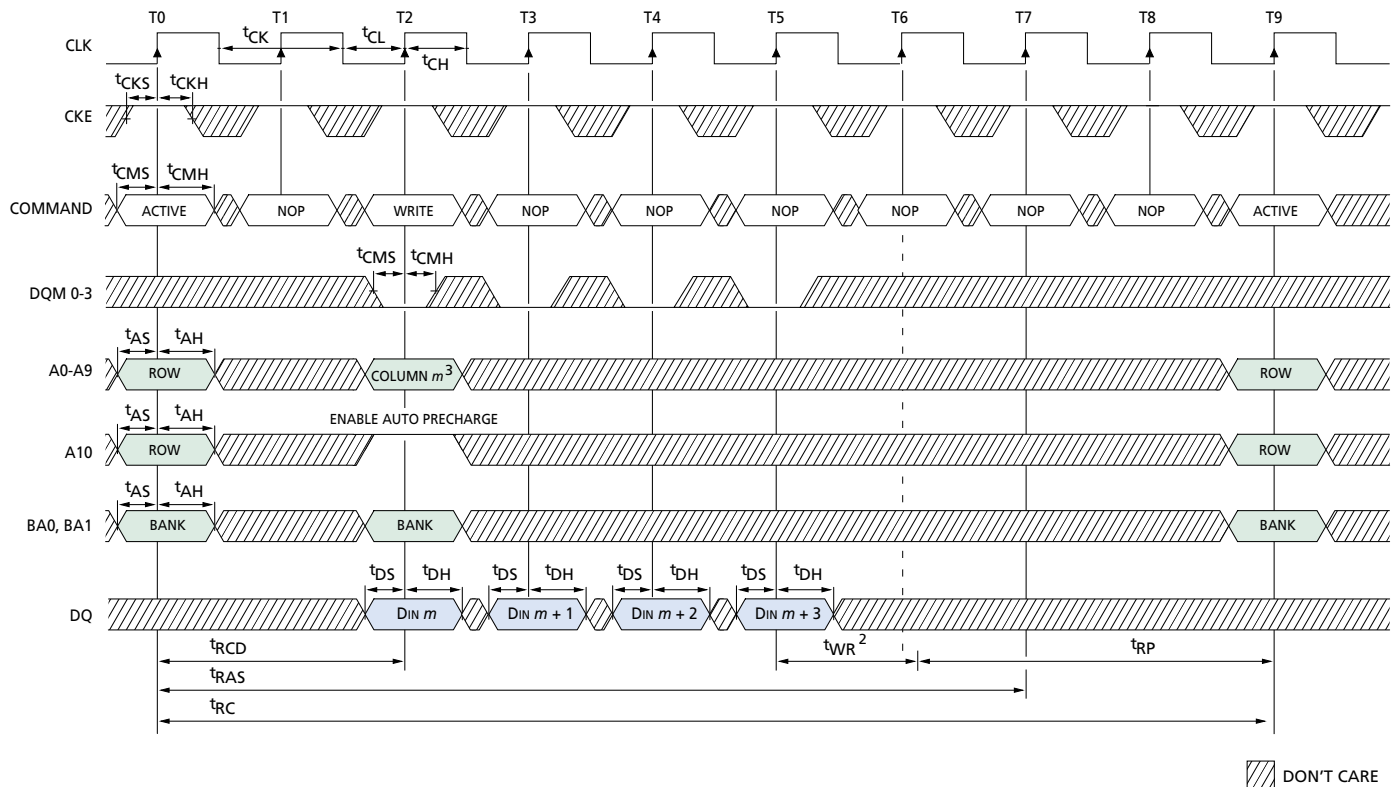 T0 T1 T2 T3 T4 T5 T6 T7 T8 T9
CLK
tCK tCL
tCH
tCKS tCKH
CKE
tCMS tCMH
COMMAND ACTIVE NOP WRITE NOP NOP NOP NOP NOP NOP ACTIVE
tCMS tCMH
DQM 0-3
tAS tAH
A0-A9 ROW COLUMN m3 ROW
tAS tAH ENABLE AUTO PRECHARGE
A10 ROW ROW
tAS tAH
BA0, BA1 BANK BANK BANK
tDS tDH tDS tDH tDS tDH tDS tDH
DQ DIN m DIN m + 1 DIN m + 2 DIN m + 3
tRCD tWR2 tRP
tRAS
tRC
DON'T CARE